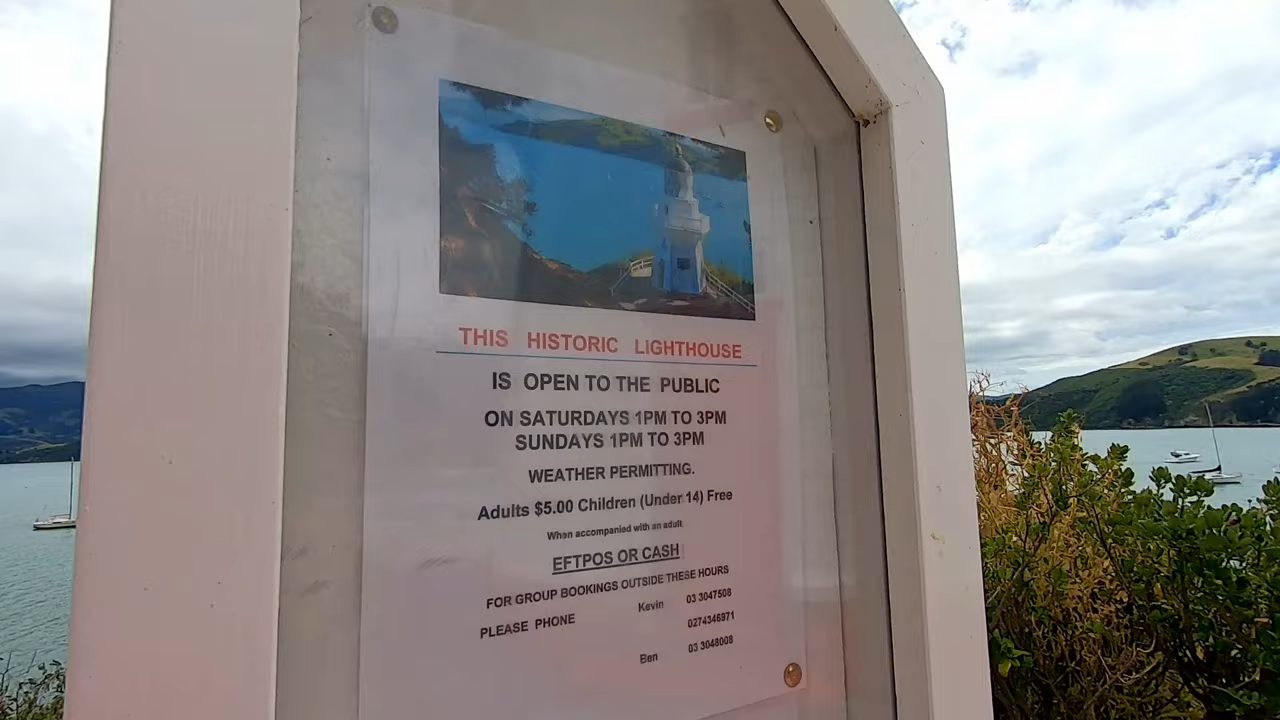 THIS HISTORIC LIGHTHOUSE
IS OPEN TO THE PUBLIC
ON SATURDAYS 1PM TO 3PM
SUNDAYS 1PM TO 3PM
WEATHER PERMITTING.
Adults $5.00 Children (Under 14) Free
When accompanied with an adult
EFTPOS OR CASH
FOR GROUP BOOKINGS OUTSIDE THESE HOURS
PLEASE PHONE Kevin 03 3047508
0274346971
Ben 03 3048008